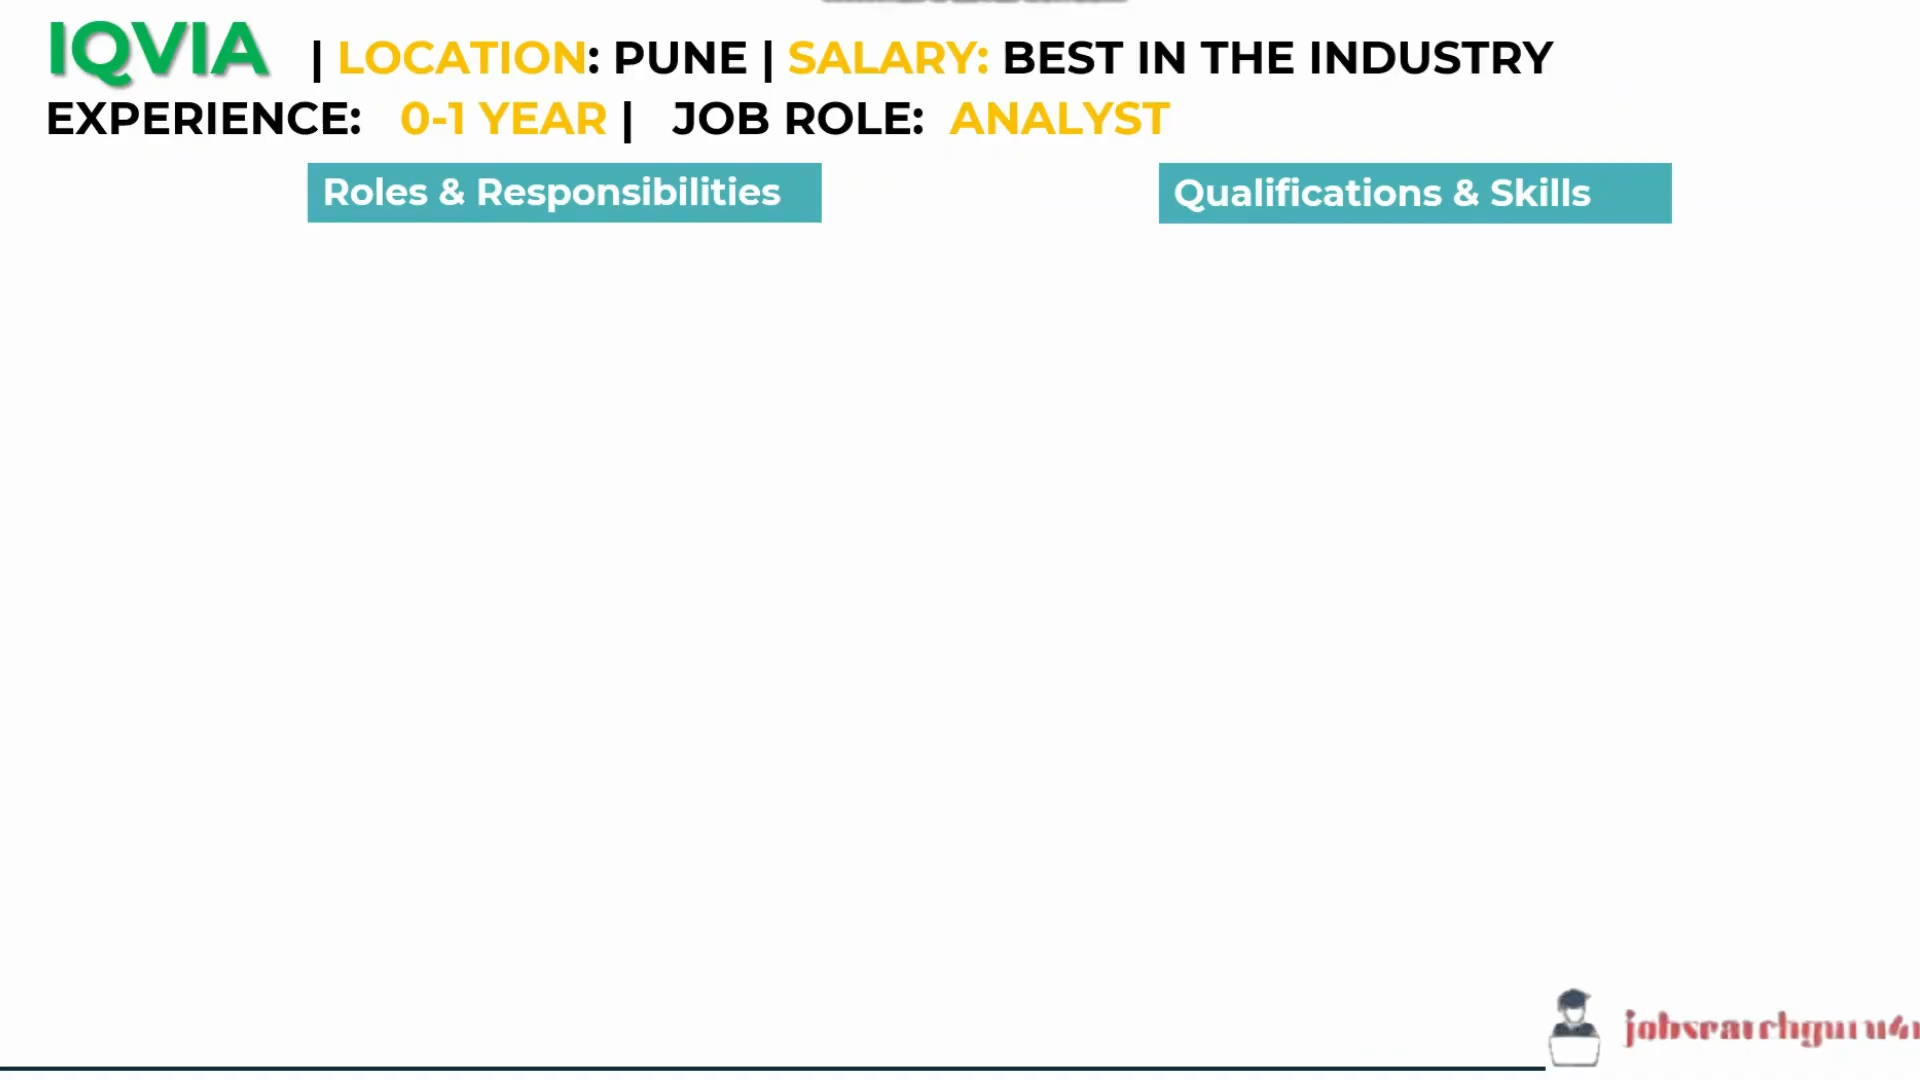 IQVIA | LOCATION: PUNE | SALARY: BEST IN THE INDUSTRY
EXPERIENCE: 0-1 YEAR | JOB ROLE: ANALYST
Roles & Responsibilities
Qualifications & Skills